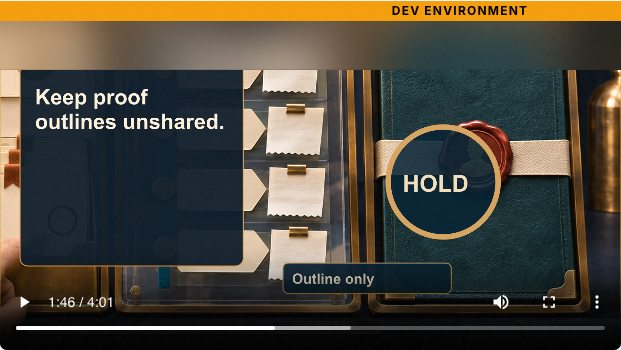 DEV ENVIRONMENT
Keep proof
outlines unshared.
HOLD
Outline only
1:46 / 4:01